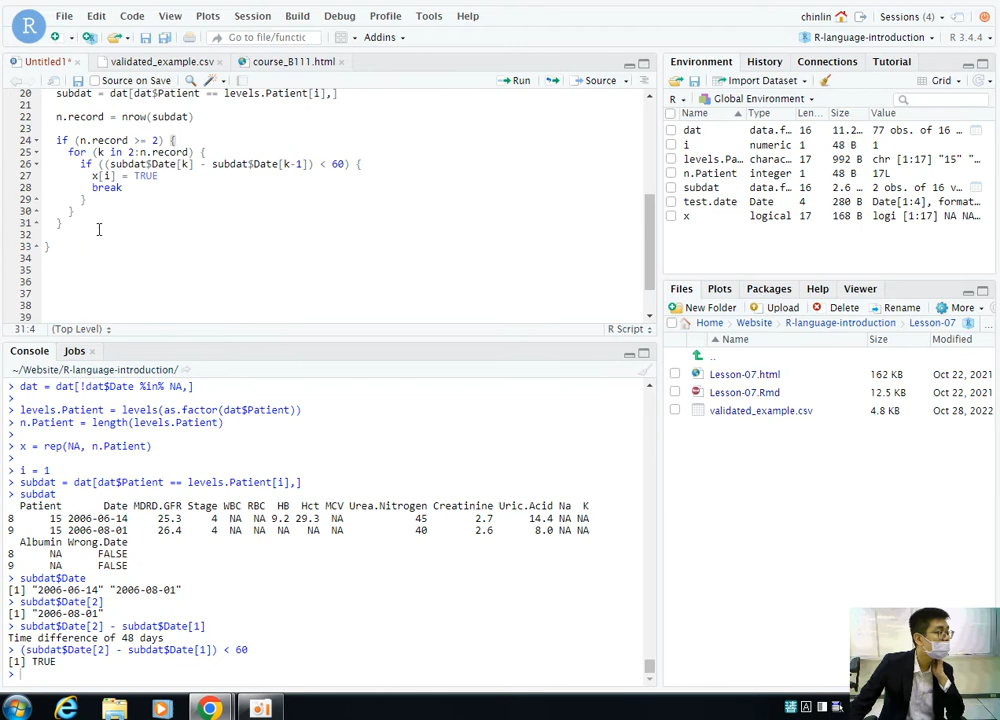 File Edit Code View Plots Session Build Debug Profile Tools Help
chinlin Sessions (4)
Go to file/functic Addins
R-language-introduction R 3.4.4
Untitled1* validated_example.csv course_B111.html
Source on Save Run Source
20 subdat = dat[dat$Patient == levels.Patient[i],]
21
22 n.record = nrow(subdat)
23
24 if (n.record >= 2) {
25 for (k in 2:n.record) {
26 if ((subdat$Date[k] - subdat$Date[k-1]) < 60) {
27 x[i] = TRUE
28 break
29 }
30 }
31 }
32
33 }
34
35
36
37
38
39
31:4 (Top Level) R Script
Console Jobs
~/Website/R-language-introduction/
> dat = dat[!dat$Date %in% NA,]
>
> levels.Patient = levels(as.factor(dat$Patient))
> n.Patient = length(levels.Patient)
>
> x = rep(NA, n.Patient)
>
> i = 1
> subdat = dat[dat$Patient == levels.Patient[i],]
> subdat
Patient Date MDRD.GFR Stage WBC RBC HB Hct MCV Urea.Nitrogen Creatinine Uric.Acid Na K
8 15 2006-06-14 25.3 4 NA NA 9.2 29.3 NA 45 2.7 14.4 NA NA
9 15 2006-08-01 26.4 4 NA NA NA NA NA 40 2.6 8.0 NA NA
Albumin Wrong.Date
8 NA FALSE
9 NA FALSE
> subdat$Date
[1] "2006-06-14" "2006-08-01"
> subdat$Date[2]
[1] "2006-08-01"
> subdat$Date[2] - subdat$Date[1]
Time difference of 48 days
> (subdat$Date[2] - subdat$Date[1]) < 60
[1] TRUE
>
Environment History Connections Tutorial
Import Dataset Grid
R Global Environment
Name Type Len... Size Value
dat data.f... 16 11.2... 77 obs. of 16 ...
i numeric 1 48 B 1
levels.Pa... charac... 17 992 B chr [1:17] "15" "...
n.Patient integer 1 48 B 17L
subdat data.f... 16 2.6 ... 2 obs. of 16 v...
test.date Date 4 280 B Date[1:4], format...
x logical 17 168 B logi [1:17] NA NA...
Files Plots Packages Help Viewer
New Folder Upload Delete Rename More
Home Website R-language-introduction Lesson-07 ...
Name Size Modified
..
Lesson-07.html 162 KB Oct 22, 2021
Lesson-07.Rmd 12.5 KB Oct 22, 2021
validated_example.csv 4.8 KB Oct 28, 2022